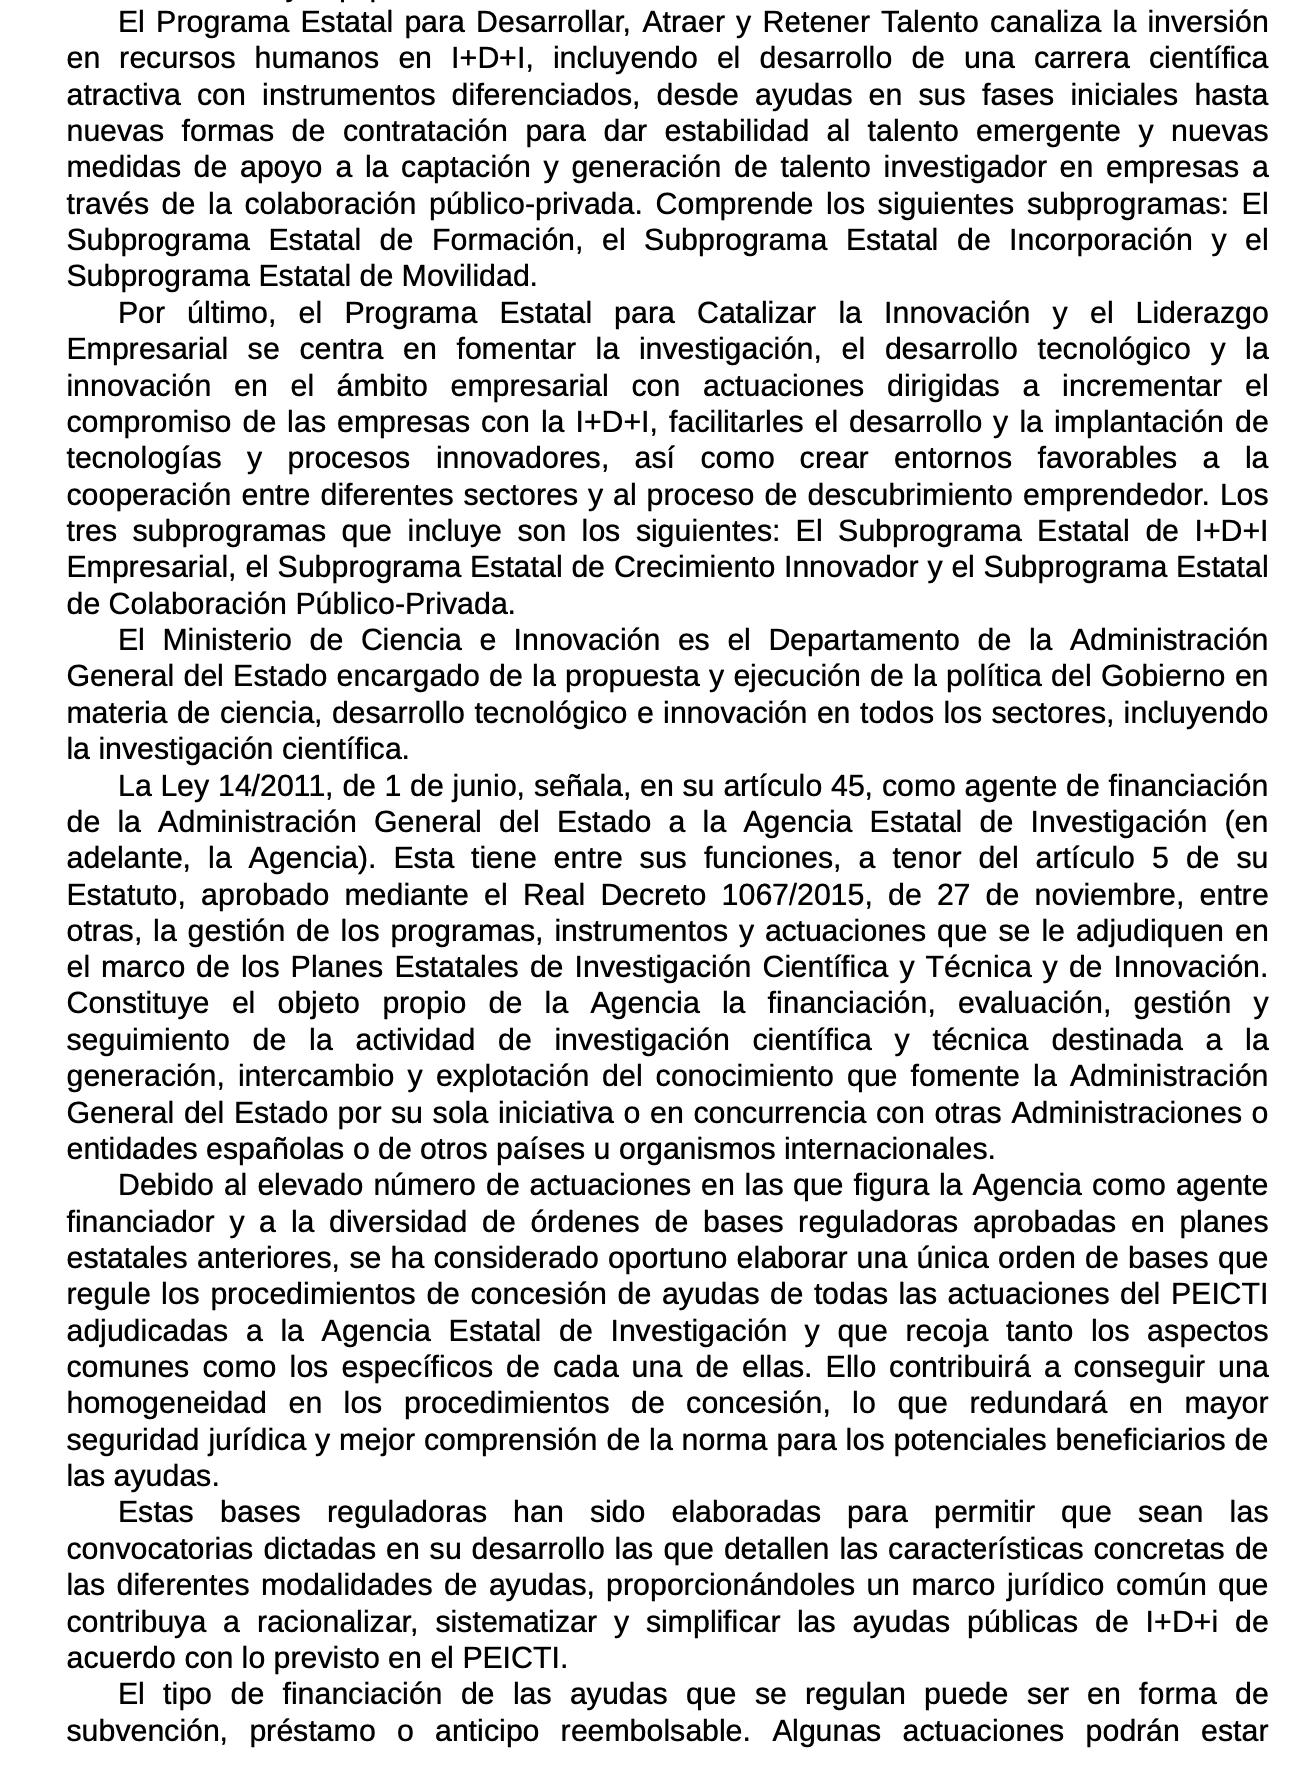 El Programa Estatal para Desarrollar, Atraer y Retener Talento canaliza la inversión
en recursos humanos en I+D+I, incluyendo el desarrollo de una carrera científica
atractiva con instrumentos diferenciados, desde ayudas en sus fases iniciales hasta
nuevas formas de contratación para dar estabilidad al talento emergente y nuevas
medidas de apoyo a la captación y generación de talento investigador en empresas a
través de la colaboración público-privada. Comprende los siguientes subprogramas: El
Subprograma Estatal de Formación, el Subprograma Estatal de Incorporación y el
Subprograma Estatal de Movilidad.
Por último, el Programa Estatal para Catalizar la Innovación y el Liderazgo
Empresarial se centra en fomentar la investigación, el desarrollo tecnológico y la
innovación en el ámbito empresarial con actuaciones dirigidas a incrementar el
compromiso de las empresas con la I+D+I, facilitarles el desarrollo y la implantación de
tecnologías y procesos innovadores, así como crear entornos favorables a la
cooperación entre diferentes sectores y al proceso de descubrimiento emprendedor. Los
tres subprogramas que incluye son los siguientes: El Subprograma Estatal de I+D+I
Empresarial, el Subprograma Estatal de Crecimiento Innovador y el Subprograma Estatal
de Colaboración Público-Privada.
El Ministerio de Ciencia e Innovación es el Departamento de la Administración
General del Estado encargado de la propuesta y ejecución de la política del Gobierno en
materia de ciencia, desarrollo tecnológico e innovación en todos los sectores, incluyendo
la investigación científica.
La Ley 14/2011, de 1 de junio, señala, en su artículo 45, como agente de financiación
de la Administración General del Estado a la Agencia Estatal de Investigación (en
adelante, la Agencia). Esta tiene entre sus funciones, a tenor del artículo 5 de su
Estatuto, aprobado mediante el Real Decreto 1067/2015, de 27 de noviembre, entre
otras, la gestión de los programas, instrumentos y actuaciones que se le adjudiquen en
el marco de los Planes Estatales de Investigación Científica y Técnica y de Innovación.
Constituye el objeto propio de la Agencia la financiación, evaluación, gestión y
seguimiento de la actividad de investigación científica y técnica destinada a la
generación, intercambio y explotación del conocimiento que fomente la Administración
General del Estado por su sola iniciativa o en concurrencia con otras Administraciones o
entidades españolas o de otros países u organismos internacionales.
Debido al elevado número de actuaciones en las que figura la Agencia como agente
financiador y a la diversidad de órdenes de bases reguladoras aprobadas en planes
estatales anteriores, se ha considerado oportuno elaborar una única orden de bases que
regule los procedimientos de concesión de ayudas de todas las actuaciones del PEICTI
adjudicadas a la Agencia Estatal de Investigación y que recoja tanto los aspectos
comunes como los específicos de cada una de ellas. Ello contribuirá a conseguir una
homogeneidad en los procedimientos de concesión, lo que redundará en mayor
seguridad jurídica y mejor comprensión de la norma para los potenciales beneficiarios de
las ayudas.
Estas bases reguladoras han sido elaboradas para permitir que sean las
convocatorias dictadas en su desarrollo las que detallen las características concretas de
las diferentes modalidades de ayudas, proporcionándoles un marco jurídico común que
contribuya a racionalizar, sistematizar y simplificar las ayudas públicas de I+D+i de
acuerdo con lo previsto en el PEICTI.
El tipo de financiación de las ayudas que se regulan puede ser en forma de
subvención, préstamo o anticipo reembolsable. Algunas actuaciones podrán estar